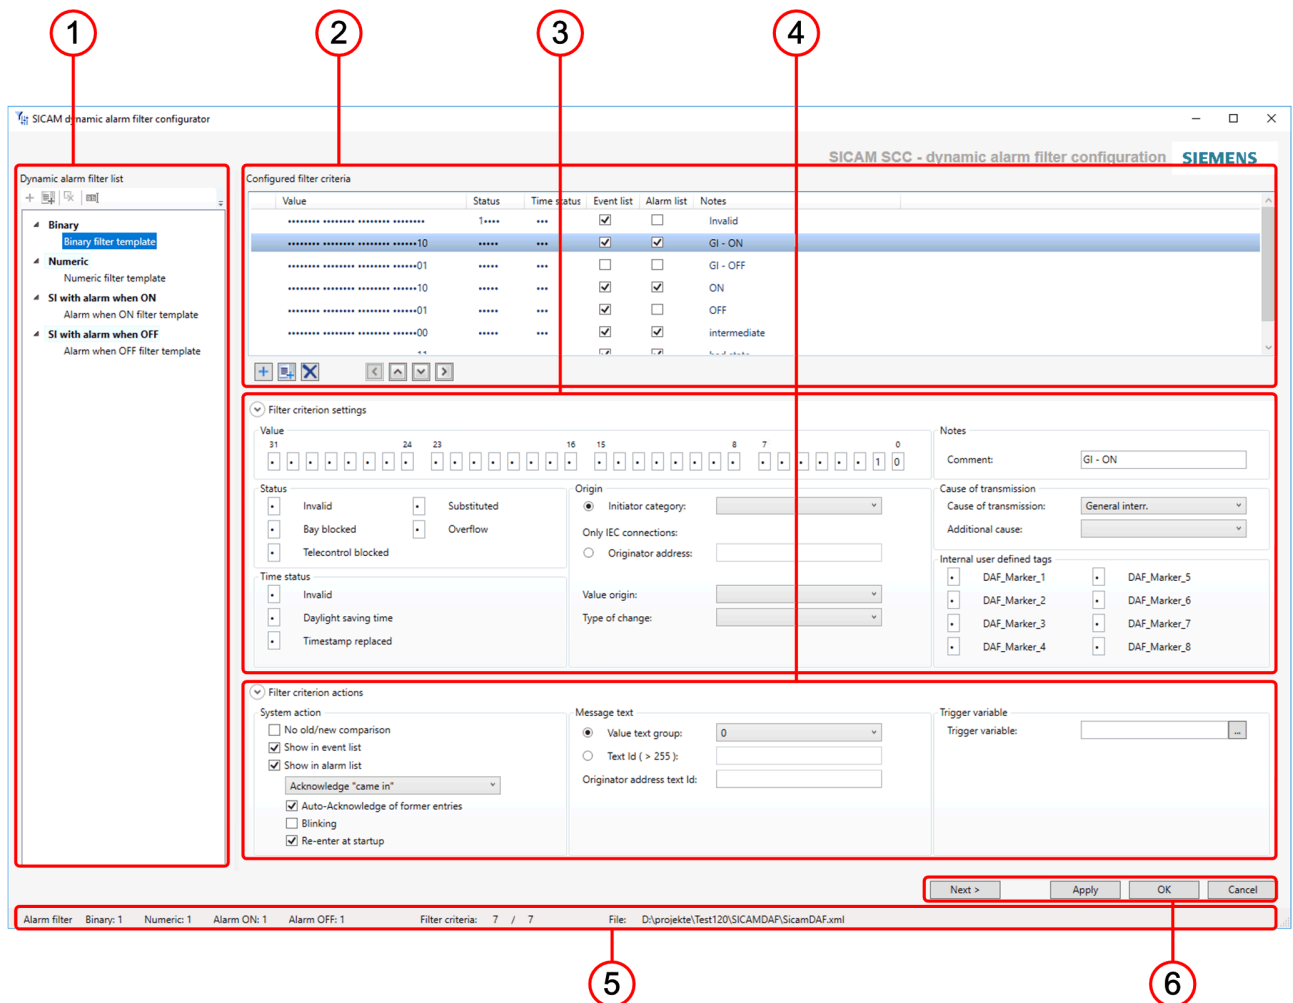 1 2 3 4
SICAM dynamic alarm filter configurator
SICAM SCC - dynamic alarm filter configuration SIEMENS
Dynamic alarm filter list
Binary
Binary filter template
Numeric
Numeric filter template
SI with alarm when ON
Alarm when ON filter template
SI with alarm when OFF
Alarm when OFF filter template
Configured filter criteria
Value Status Time status Event list Alarm list Notes
•••••••• •••••••• •••••••• •••••••• 1•••• ••• Invalid
•••••••• •••••••• •••••••• ••••••10 ••••• ••• GI - ON
•••••••• •••••••• •••••••• ••••••01 ••••• ••• GI - OFF
•••••••• •••••••• •••••••• ••••••10 ••••• ••• ON
•••••••• •••••••• •••••••• ••••••01 ••••• ••• OFF
•••••••• •••••••• •••••••• ••••••00 ••••• ••• intermediate
11 bad state
Filter criterion settings
Value
31 24 23 16 15 8 7 0
• • • • • • • • • • • • • • • • • • • • • • • • • • • • • • 1 0
Notes
Comment: GI - ON
Status
• Invalid • Substituted
• Bay blocked • Overflow
• Telecontrol blocked
Time status
• Invalid
• Daylight saving time
• Timestamp replaced
Origin
Initiator category:
Only IEC connections:
Originator address:
Value origin:
Type of change:
Cause of transmission
Cause of transmission: General interr.
Additional cause:
Internal user defined tags
• DAF_Marker_1 • DAF_Marker_5
• DAF_Marker_2 • DAF_Marker_6
• DAF_Marker_3 • DAF_Marker_7
• DAF_Marker_4 • DAF_Marker_8
Filter criterion actions
System action
No old/new comparison
Show in event list
Show in alarm list
Acknowledge "came in"
Auto-Acknowledge of former entries
Blinking
Re-enter at startup
Message text
Value text group: 0
Text Id ( > 255 ):
Originator address text Id:
Trigger variable
Trigger variable: ...
Next > Apply OK Cancel
Alarm filter Binary: 1 Numeric: 1 Alarm ON: 1 Alarm OFF: 1 Filter criteria: 7 / 7 File: D:\projekte\Test120\SICAMDAF\SicamDAF.xml
5 6